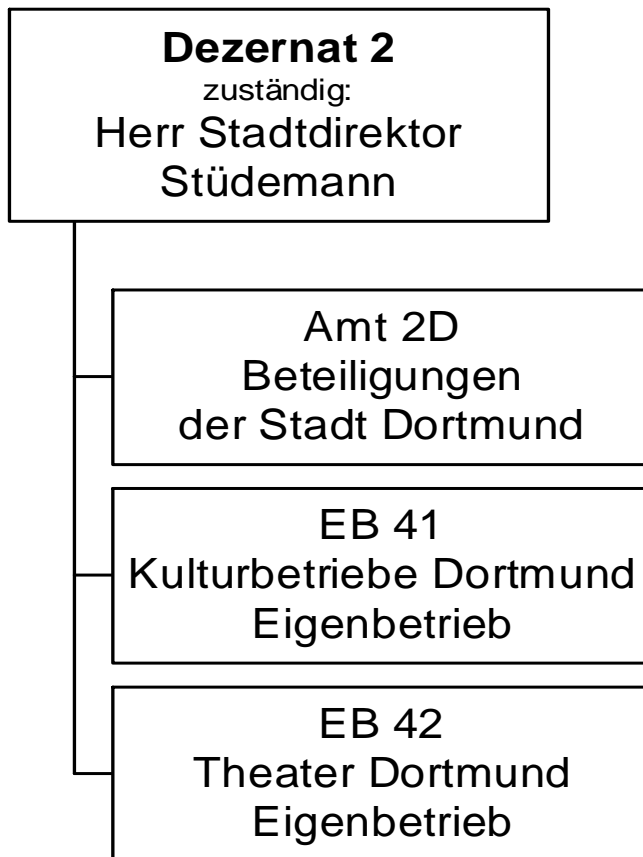 Dezernat 2
zuständig:
Herr Stadtdirektor
Stüdemann
Amt 2D
Beteiligungen
der Stadt Dortmund
EB 41
Kulturbetriebe Dortmund
Eigenbetrieb
EB 42
Theater Dortmund
Eigenbetrieb